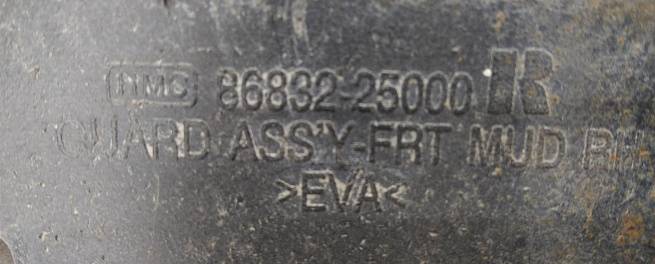 HMC 86832-25000 R
GUARD ASS'Y-FRT MUD RH
>EVA<